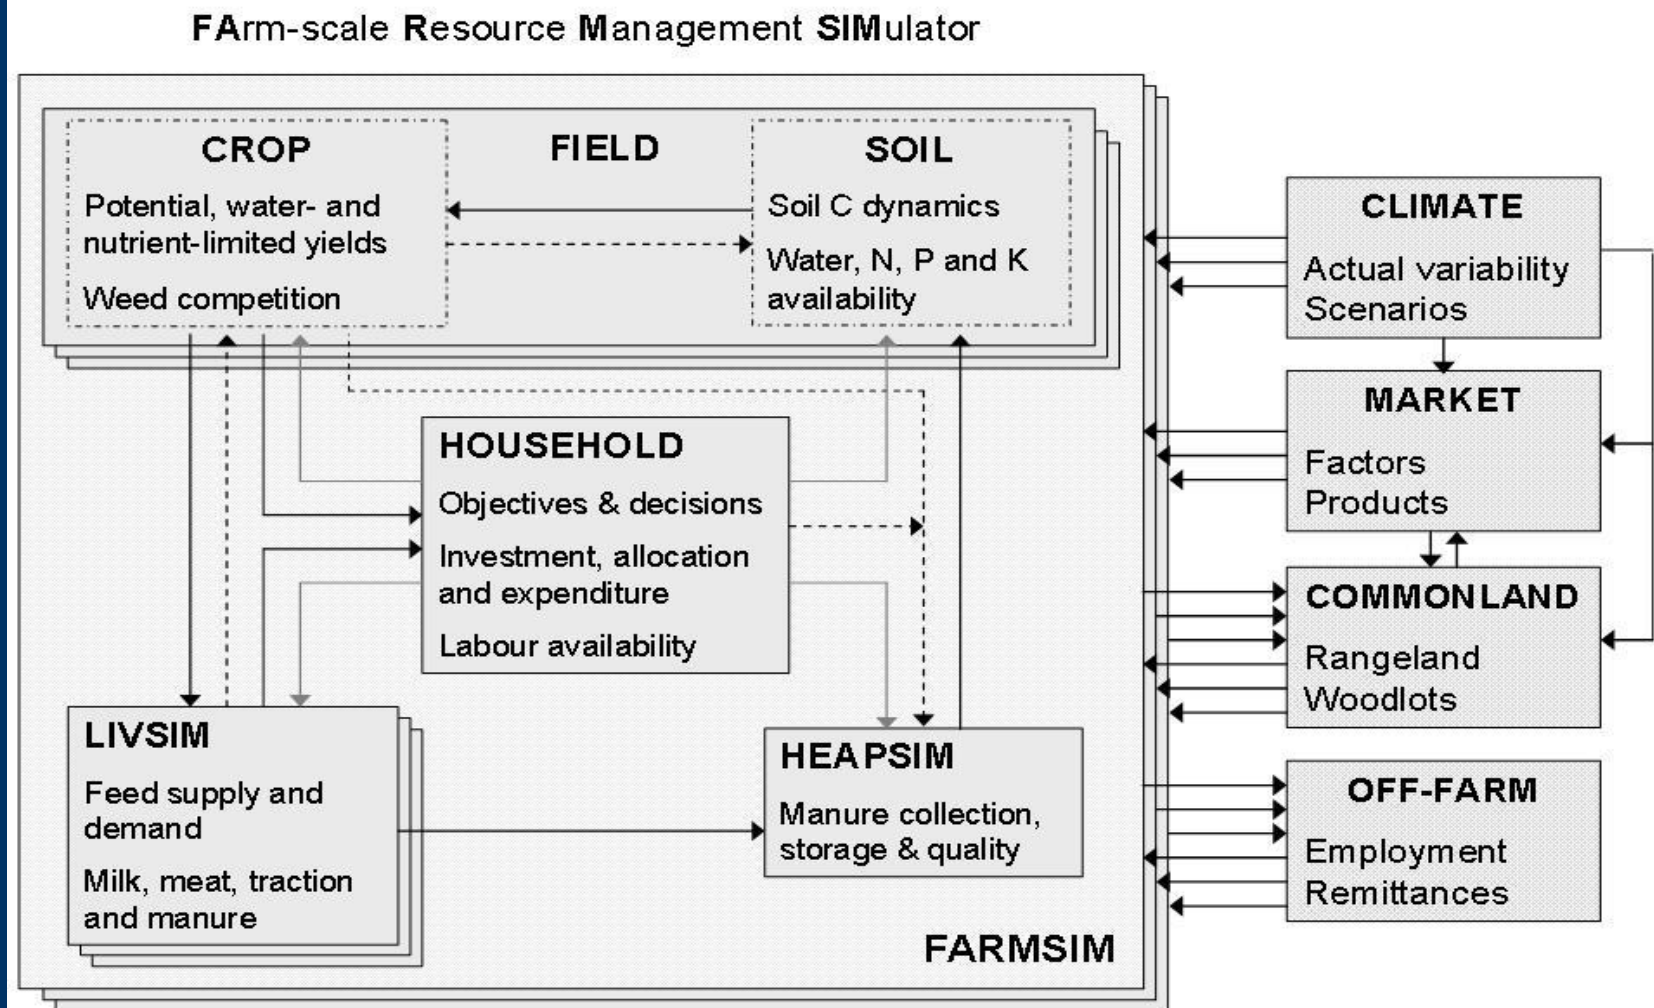 FArm-scale Resource Management SIMulator
CROP
Potential, water- and
nutrient-limited yields
Weed competition
FIELD
SOIL
Soil C dynamics
Water, N, P and K
availability
HOUSEHOLD
Objectives & decisions
Investment, allocation
and expenditure
Labour availability
LIVSIM
Feed supply and
demand
Milk, meat, traction
and manure
HEAPSIM
Manure collection,
storage & quality
FARMSIM
CLIMATE
Actual variability
Scenarios
MARKET
Factors
Products
COMMONLAND
Rangeland
Woodlots
OFF-FARM
Employment
Remittances